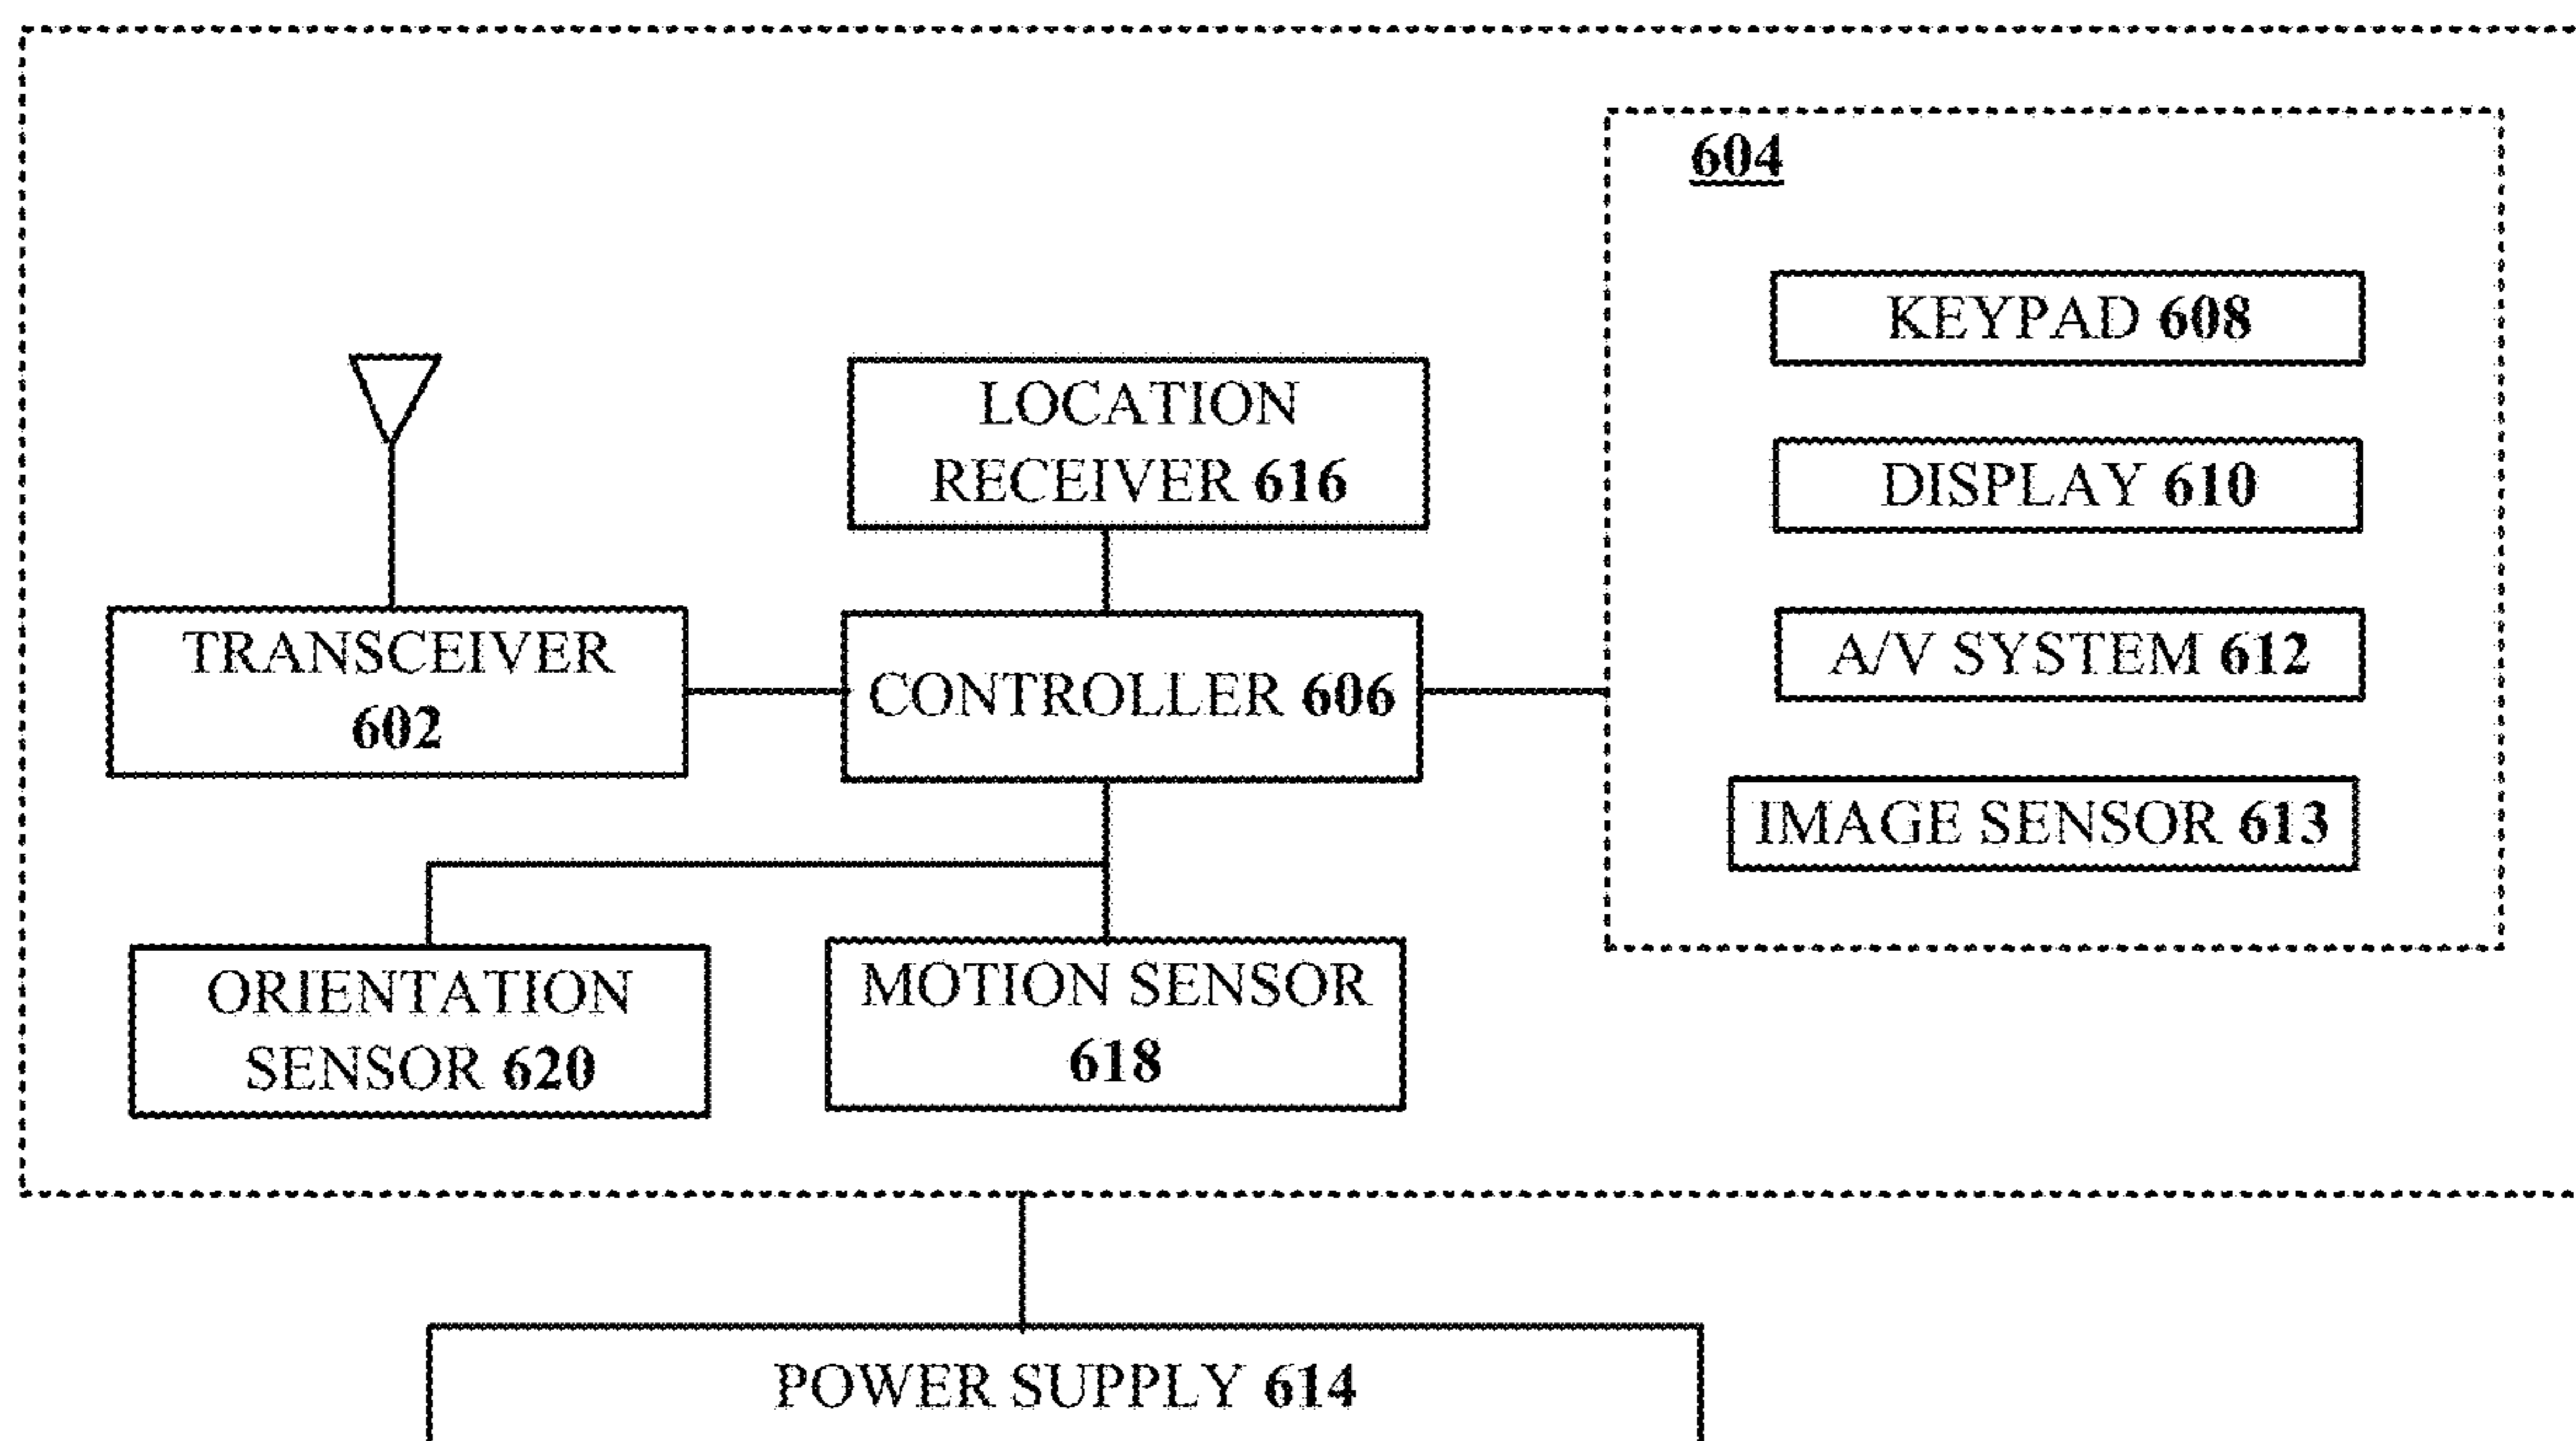 604
KEYPAD 608
LOCATION
RECEIVER 616
DISPLAY 610
TRANSCEIVER
602
CONTROLLER 606
A/V SYSTEM 612
IMAGE SENSOR 613
ORIENTATION
SENSOR 620
MOTION SENSOR
618
POWER SUPPLY 614